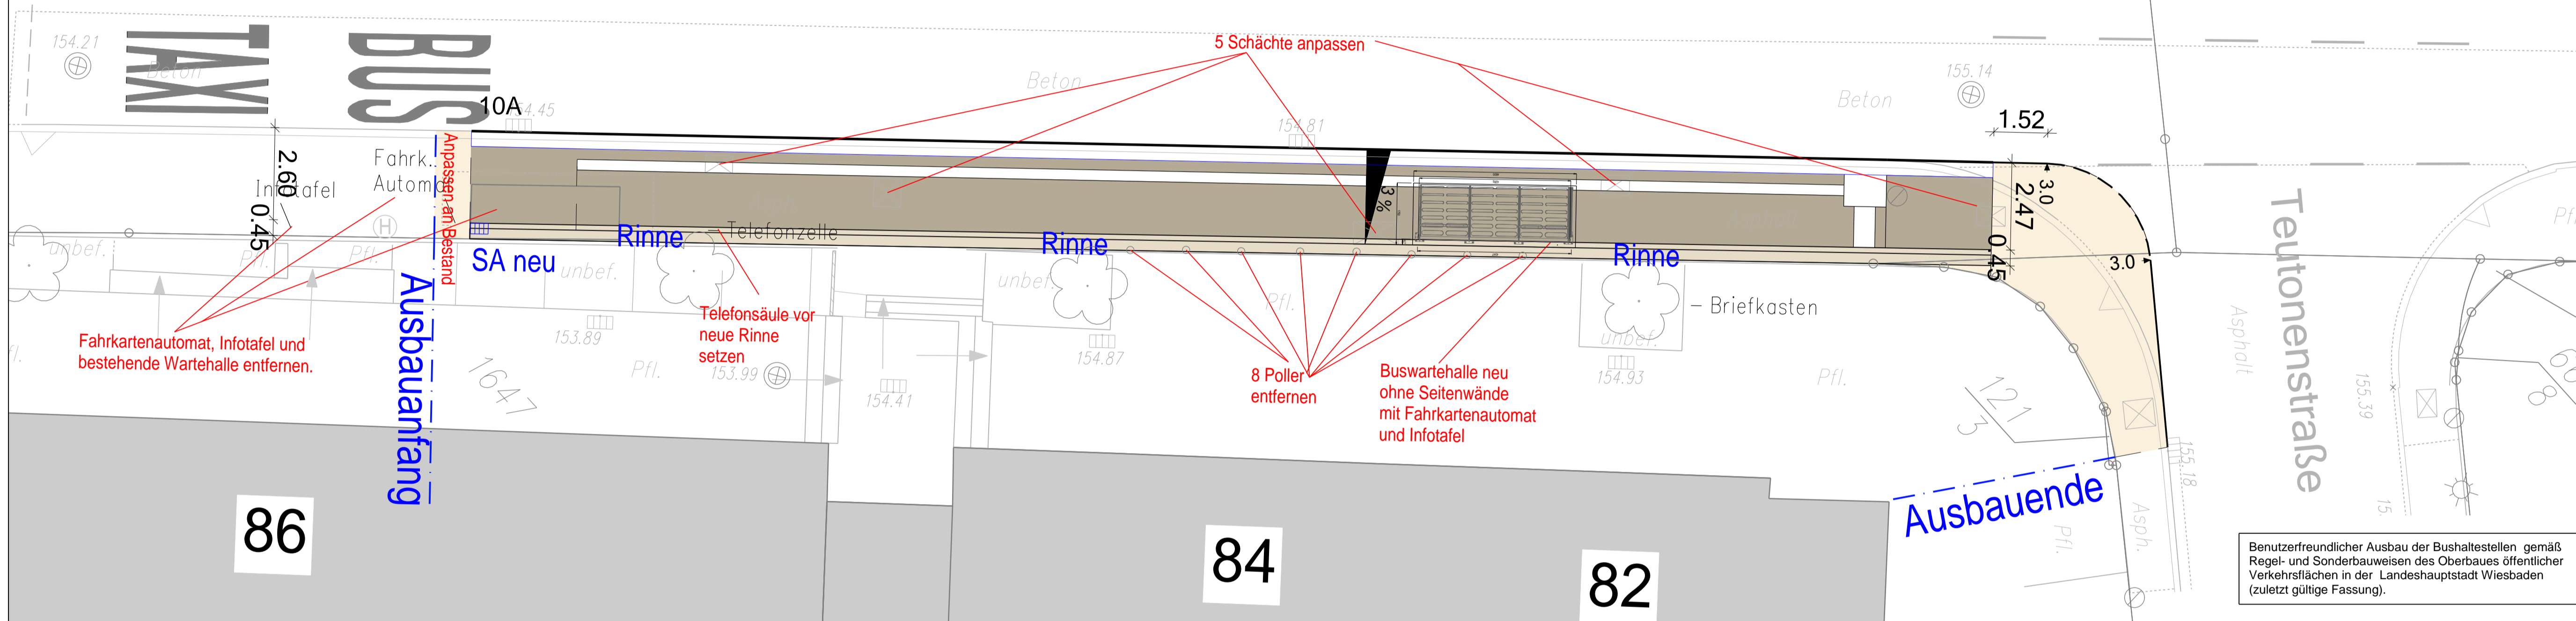 154.21
Beton
TAXI
BUS
10A
154.45
5 Schächte anpassen
Beton
154.81
Beton
155.14
1.52
2.60
0.45
Infotafel
Fahrk.
Automat
Anpassen an Bestand
H
unbef.
Pfl.
Pfl.
SA neu
Rinne
Telefonzelle
unbef.
Rinne
3 %
Rinne
3.0
2.47
0.45
3.0
Teutonenstraße
Asphalt
Ausbauanfang
Fahrkartenautomat, Infotafel und
bestehende Wartehalle entfernen.
1647
153.89
Pfl.
Telefonsäule vor
neue Rinne
setzen
153.99
154.41
unbef.
154.87
Pfl.
8 Poller
entfernen
Buswartehalle neu
ohne Seitenwände
mit Fahrkartenautomat
und Infotafel
Briefkasten
unbef.
154.93
Pfl.
121
3
155.39
155.18
Ausbauende
Pfl.
Asph.
15.
60
8
86
84
82
Benutzerfreundlicher Ausbau der Bushaltestellen gemäß
Regel- und Sonderbauweisen des Oberbaues öffentlicher
Verkehrsflächen in der Landeshauptstadt Wiesbaden
(zuletzt gültige Fassung).